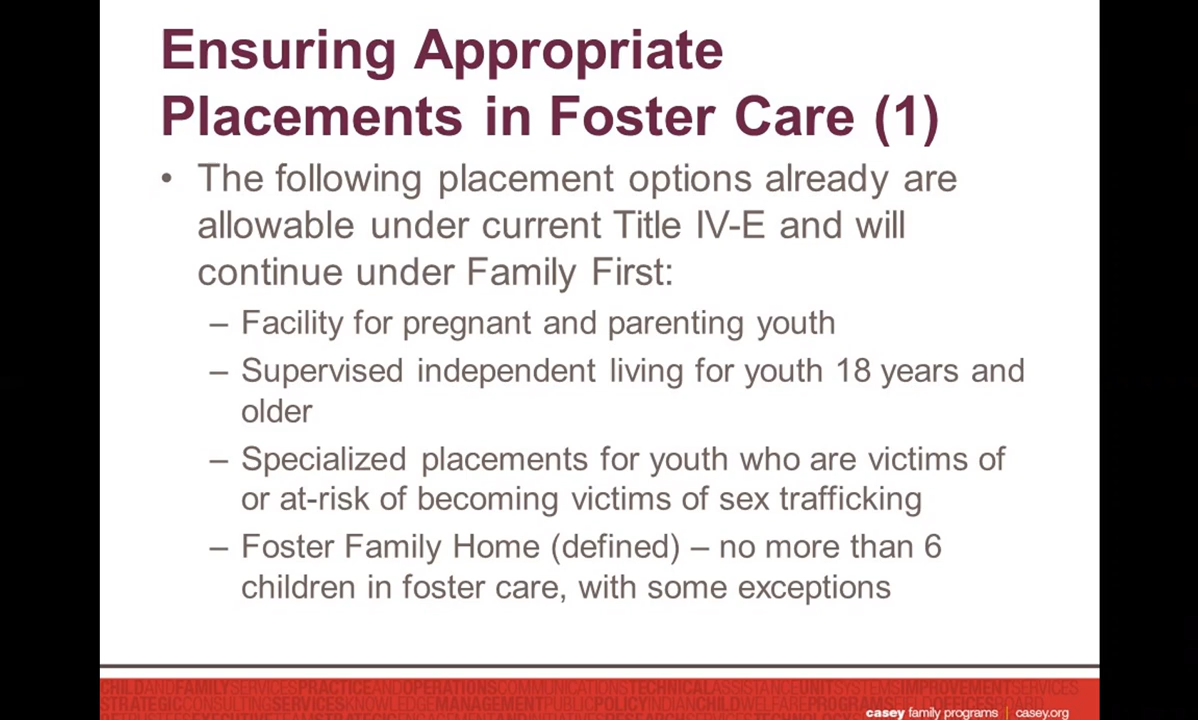 Ensuring Appropriate
Placements in Foster Care (1)
• The following placement options already are
allowable under current Title IV-E and will
continue under Family First:
– Facility for pregnant and parenting youth
– Supervised independent living for youth 18 years and
older
– Specialized placements for youth who are victims of
or at-risk of becoming victims of sex trafficking
– Foster Family Home (defined) – no more than 6
children in foster care, with some exceptions
CHILDANDFAMILYSERVICESPRACTICEANDOPERATIONSCOMMUNICATIONSTECHNICALASSISTANCEUNITSYSTEMSIMPROVEMENTSERVICES
STRATEGICCONSULTINGSERVICESKNOWLEDGEMANAGEMENTPUBLICPOLICYINDIANCHILDWELFAREPROGRAMS
casey family programs | casey.org